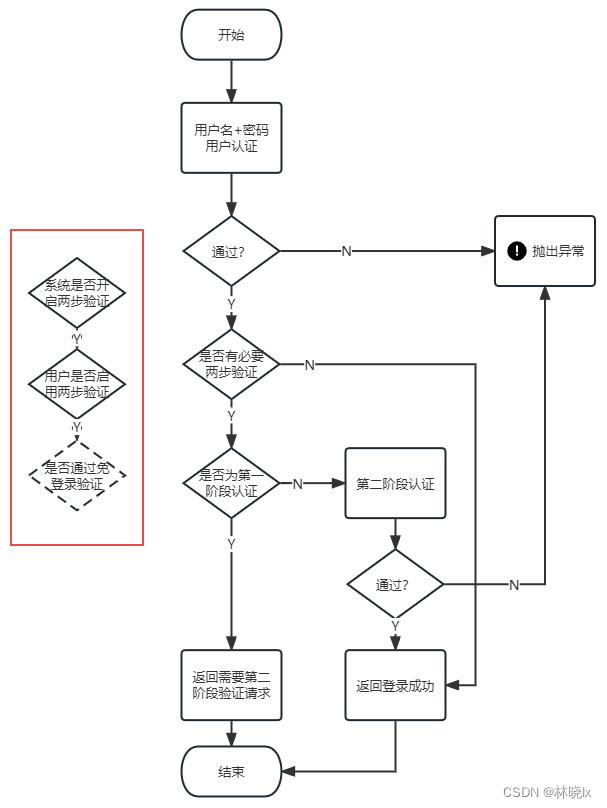 开始
用户名+密码
用户认证
通过?
N
抛出异常
Y
系统是否开
启两步验证
Y
用户是否启
用两步验证
Y
是否通过免
登录验证
是否有必要
两步验证
N
Y
是否为第一
阶段认证
N
第二阶段认证
Y
通过?
N
Y
返回需要第二
阶段验证请求
返回登录成功
结束
CSDN @林晓lx